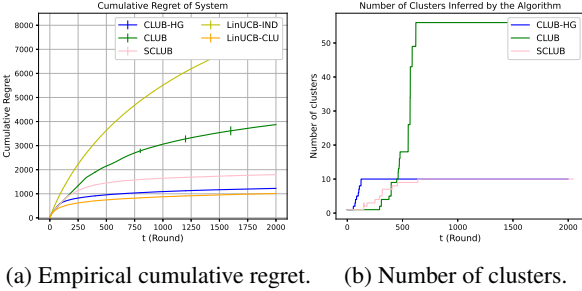 Cumulative Regret of System
CLUB-HG
CLUB
SCLUB
LinUCB-IND
LinUCB-CLU
Cumulative Regret
8000
7000
6000
5000
4000
3000
2000
1000
0
0 250 500 750 1000 1250 1500 1750 2000
t (Round)
Number of Clusters Inferred by the Algorithm
CLUB-HG
CLUB
SCLUB
Number of clusters
50
40
30
20
10
0
0 500 1000 1500 2000
t (Round)
(a) Empirical cumulative regret.
(b) Number of clusters.